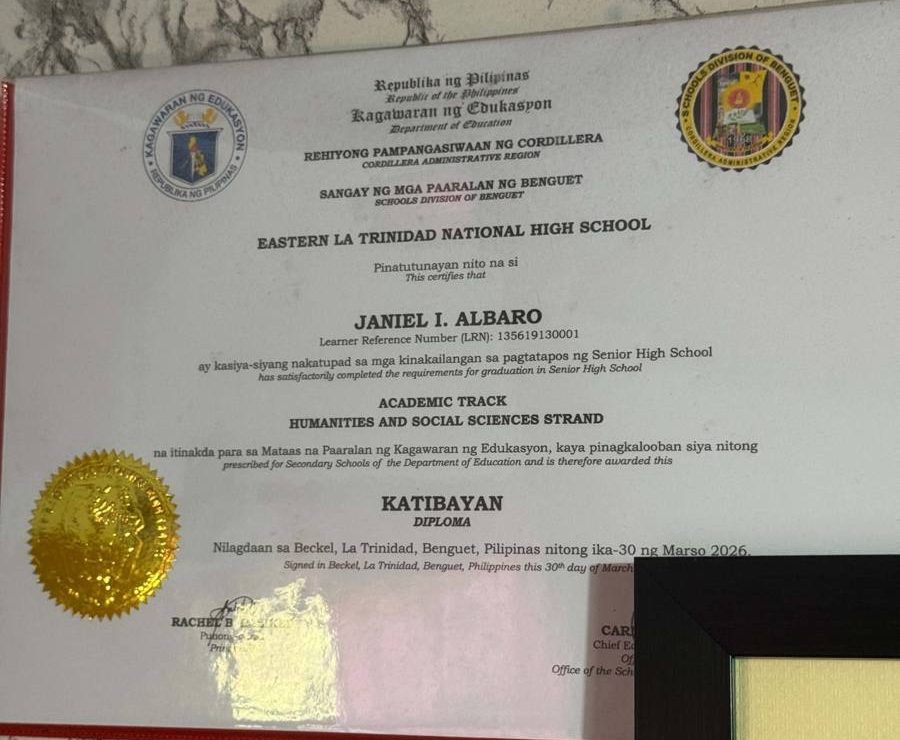 Republika ng Pilipinas
Republic of the Philippines
Kagawaran ng Edukasyon
Department of Education
REHIYONG PAMPANGASIWAAN NG CORDILLERA
CORDILLERA ADMINISTRATIVE REGION
SANGAY NG MGA PAARALAN NG BENGUET
SCHOOLS DIVISION OF BENGUET
KAGAWARAN NG EDUKASYON
REPUBLIKA NG PILIPINAS
SCHOOLS DIVISION OF BENGUET
CORDILLERA ADMINISTRATIVE REGION
EASTERN LA TRINIDAD NATIONAL HIGH SCHOOL
Pinatutunayan nito na si
This certifies that
JANIEL I. ALBARO
Learner Reference Number (LRN): 135619130001
ay kasiya-siyang nakatupad sa mga kinakailangan sa pagtatapos ng Senior High School
has satisfactorily completed the requirements for graduation in Senior High School
ACADEMIC TRACK
HUMANITIES AND SOCIAL SCIENCES STRAND
na itinakda para sa Mataas na Paaralan ng Kagawaran ng Edukasyon, kaya pinagkalooban siya nitong
prescribed for Secondary Schools of the Department of Education and is therefore awarded this
KATIBAYAN
DIPLOMA
Nilagdaan sa Beckel, La Trinidad, Benguet, Pilipinas nitong ika-30 ng Marso 2026.
Signed in Beckel, La Trinidad, Benguet, Philippines this 30th day of March
RACHEL B
Chief
Office of the